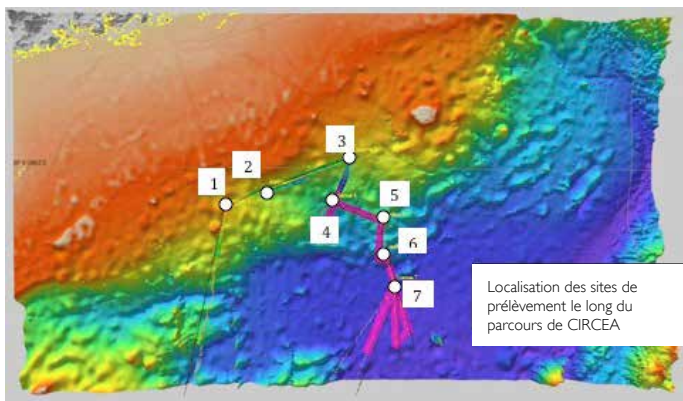 3
2
1
5
4
6
7
Localisation des sites de
prélèvement le long du
parcours de CIRCEA